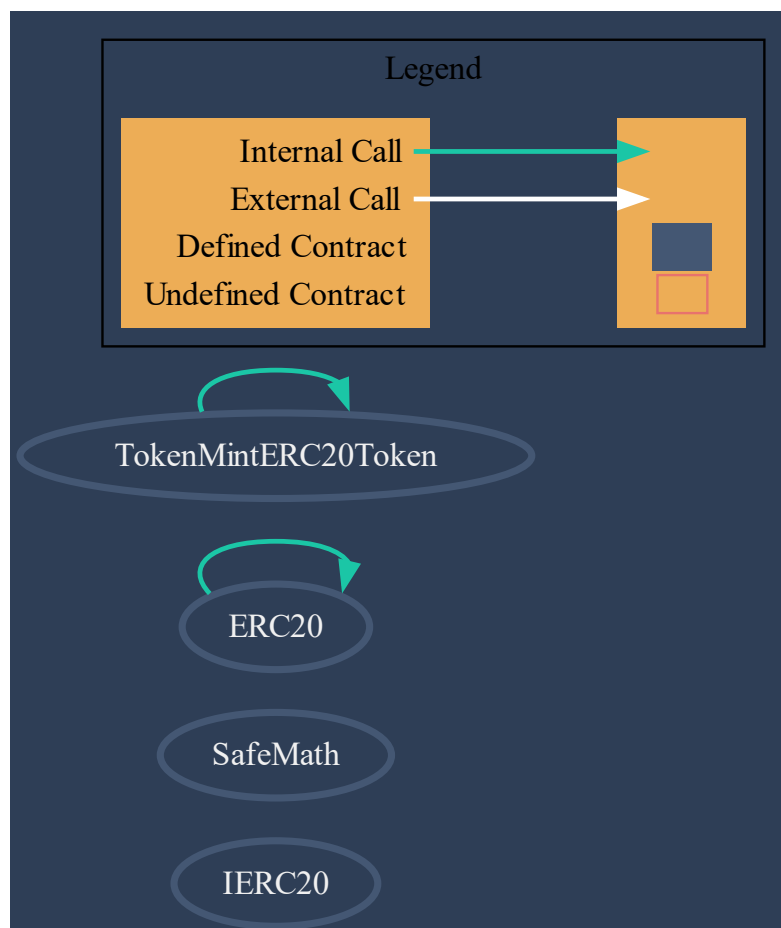 Legend
Internal Call
External Call
Defined Contract
Undefined Contract
TokenMintERC20Token
ERC20
SafeMath
IERC20